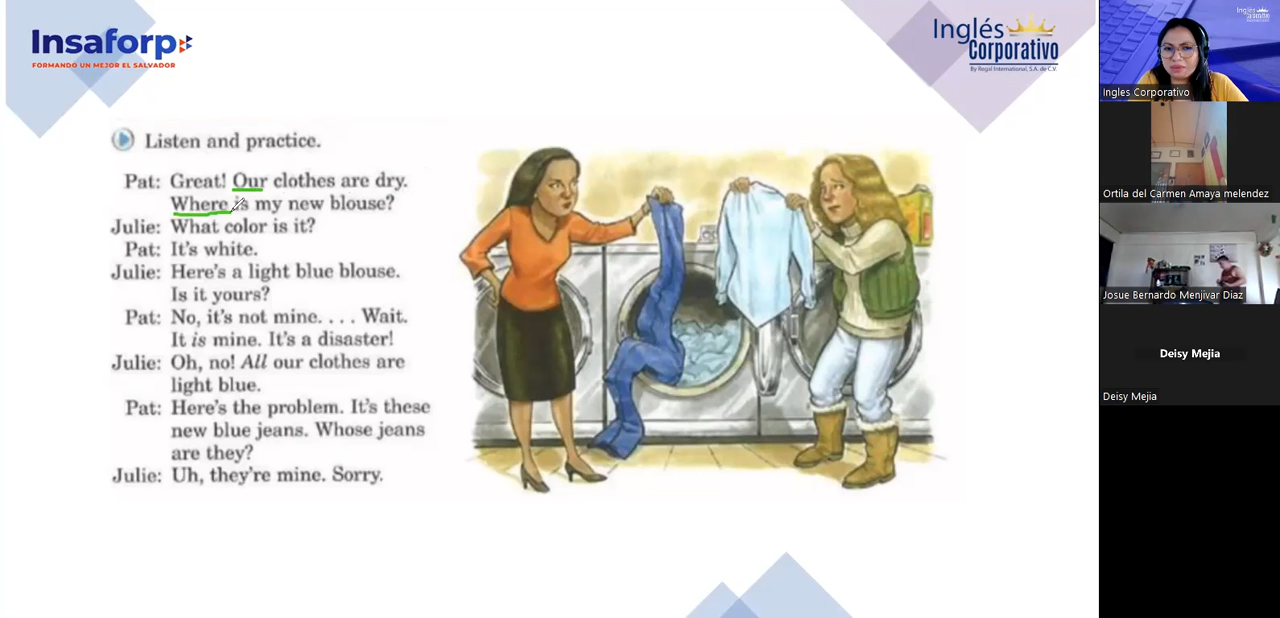 Insaforp
FORMANDO UN MEJOR EL SALVADOR
Inglés
Corporativo
By Regal International, S.A. de C.V.
Listen and practice.
Pat: Great! Our clothes are dry.
Where is my new blouse?
Julie: What color is it?
Pat: It's white.
Julie: Here's a light blue blouse.
Is it yours?
Pat: No, it's not mine. . . . Wait.
It is mine. It's a disaster!
Julie: Oh, no! All our clothes are
light blue.
Pat: Here's the problem. It's these
new blue jeans. Whose jeans
are they?
Julie: Uh, they're mine. Sorry.
Inglés
Corporativo
Ingles Corporativo
Ortila del Carmen Amaya melendez
Josue Bernardo Menjivar Diaz
Deisy Mejia
Deisy Mejia